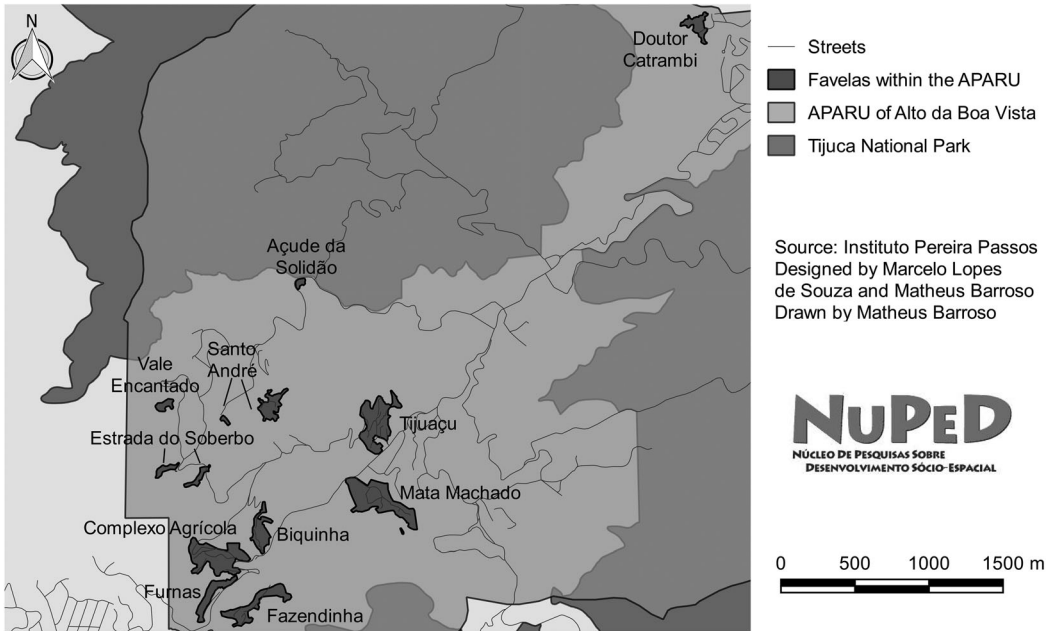 N
Doutor
Catrambi
Açude da
Solidão
Santo
André
Vale
Encantado
Tijuaçu
Estrada do Soberbo
Mata Machado
Complexo Agrícola
Biquinha
Furnas
Fazendinha
Streets
Favelas within the APARU
APARU of Alto da Boa Vista
Tijuca National Park
Source: Instituto Pereira Passos
Designed by Marcelo Lopes
de Souza and Matheus Barroso
Drawn by Matheus Barroso
NUPED
NÚCLEO DE PESQUISAS SOBRE
DESENVOLVIMENTO SÓCIO-ESPACIAL
0 500 1000 1500 m